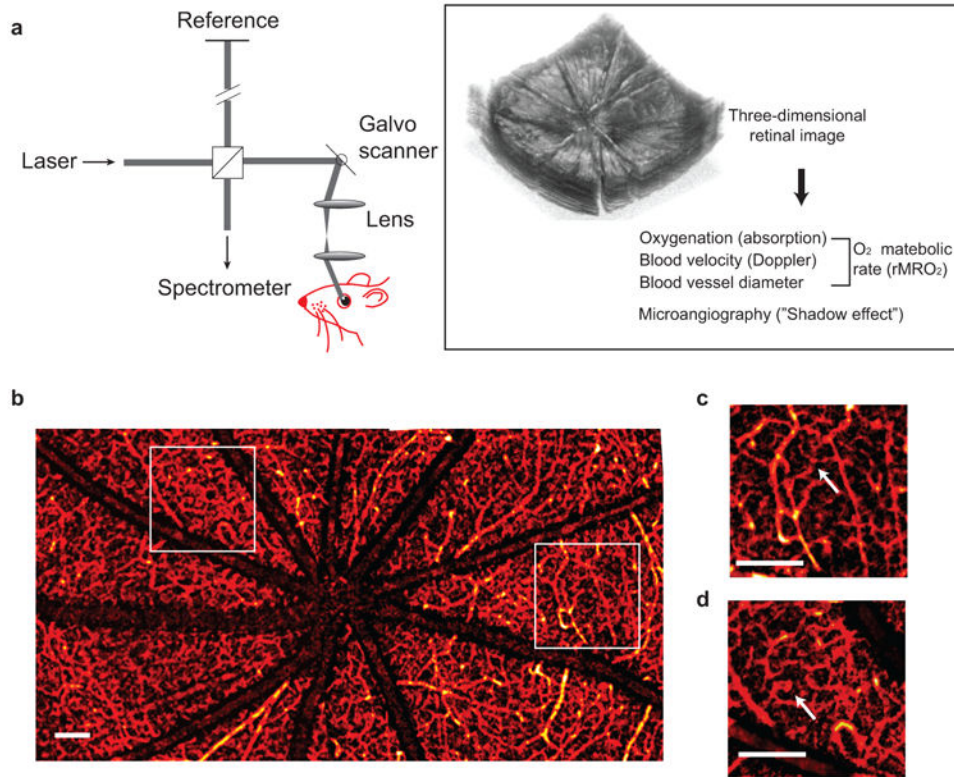 a
Reference
Laser
Galvo
scanner
Lens
Spectrometer
Three-dimensional
retinal image
Oxygenation (absorption)
Blood velocity (Doppler)
Blood vessel diameter
O₂ matebolic
rate (rMRO₂)
Microangiography ("Shadow effect")
b
c
d